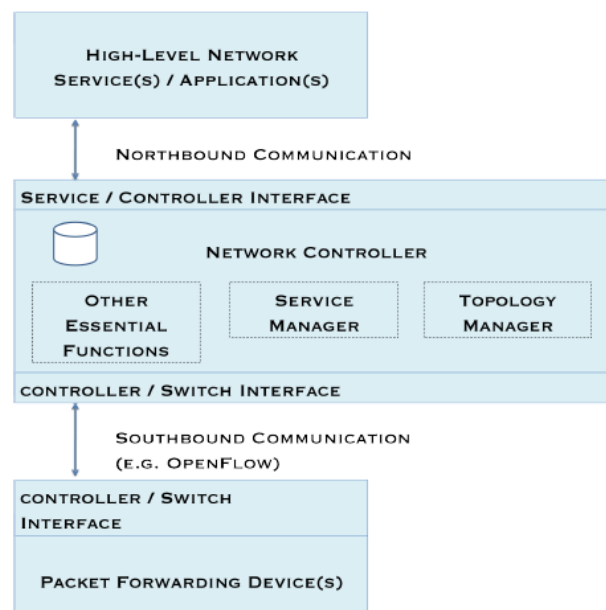 High-Level Network
Service(s) / Application(s)
Northbound Communication
Service / Controller Interface
Network Controller
Other
Essential
Functions
Service
Manager
Topology
Manager
controller / Switch Interface
Southbound Communication
(e.g. OpenFlow)
controller / Switch
Interface
Packet Forwarding Device(s)